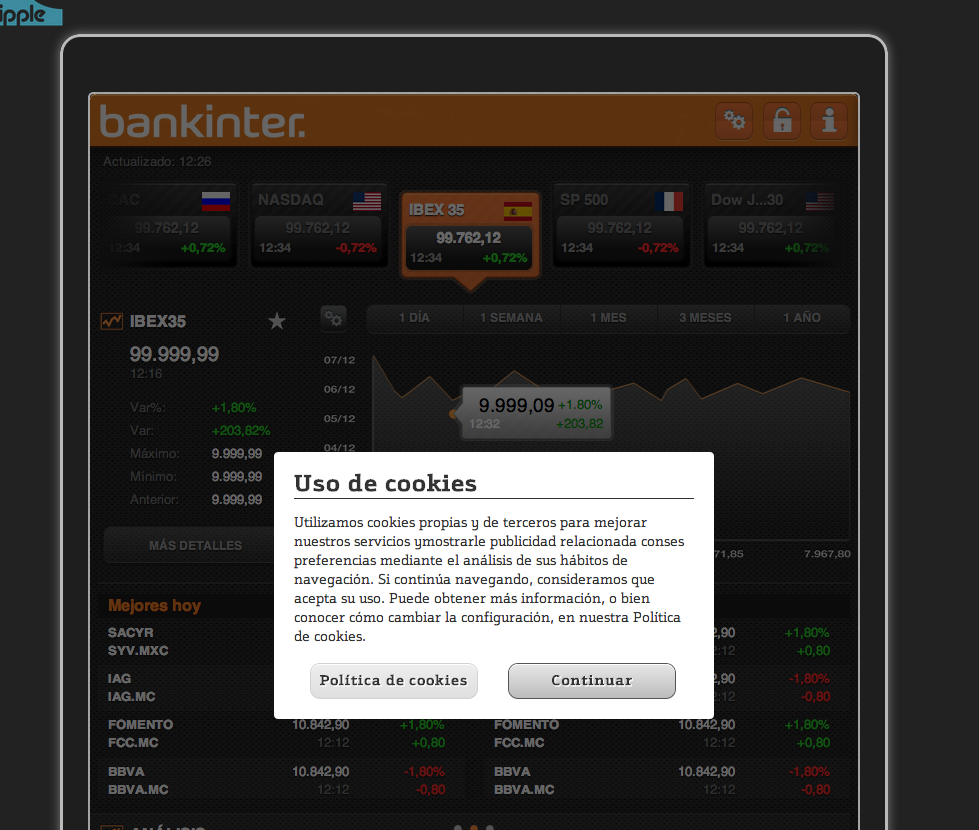 ipple
bankinter.
Actualizado: 12:26
CAC
99.762,12
12:34 +0,72%
NASDAQ
99.762,12
12:34 -0,72%
IBEX 35
99.762,12
12:34 +0,72%
SP 500
99.762,12
12:34 -0,72%
Dow J...30
99.762,12
12:34 +0,72%
IBEX35
99.999,99
12:16
Var%: +1,80%
Var: +203,82%
Máximo: 9.999,99
Mínimo: 9.999,99
Anterior: 9.999,99
MÁS DETALLES
1 DÍA 1 SEMANA 1 MES 3 MESES 1 AÑO
07/12
06/12
05/12
04/12
9.999,09 +1.80%
12:32 +203,82
71,85 7.967,80
Uso de cookies
Utilizamos cookies propias y de terceros para mejorar
nuestros servicios ymostrarle publicidad relacionada conses
preferencias mediante el análisis de sus hábitos de
navegación. Si continúa navegando, consideramos que
acepta su uso. Puede obtener más información, o bien
conocer cómo cambiar la configuración, en nuestra Política
de cookies.
Política de cookies Continuar
Mejores hoy
SACYR
SYV.MXC
2,90 +1,80%
2:12 +0,80
IAG
IAG.MC
2,90 -1,80%
2:12 -0,80
FOMENTO 10.842,90 +1,80%
FCC.MC 12:12 +0,80
FOMENTO 10.842,90 +1,80%
FCC.MC 12:12 +0,80
BBVA 10.842,90 -1,80%
BBVA.MC 12:12 -0,80
BBVA 10.842,90 -1,80%
BBVA.MC 12:12 -0,80
ANÁLISIS